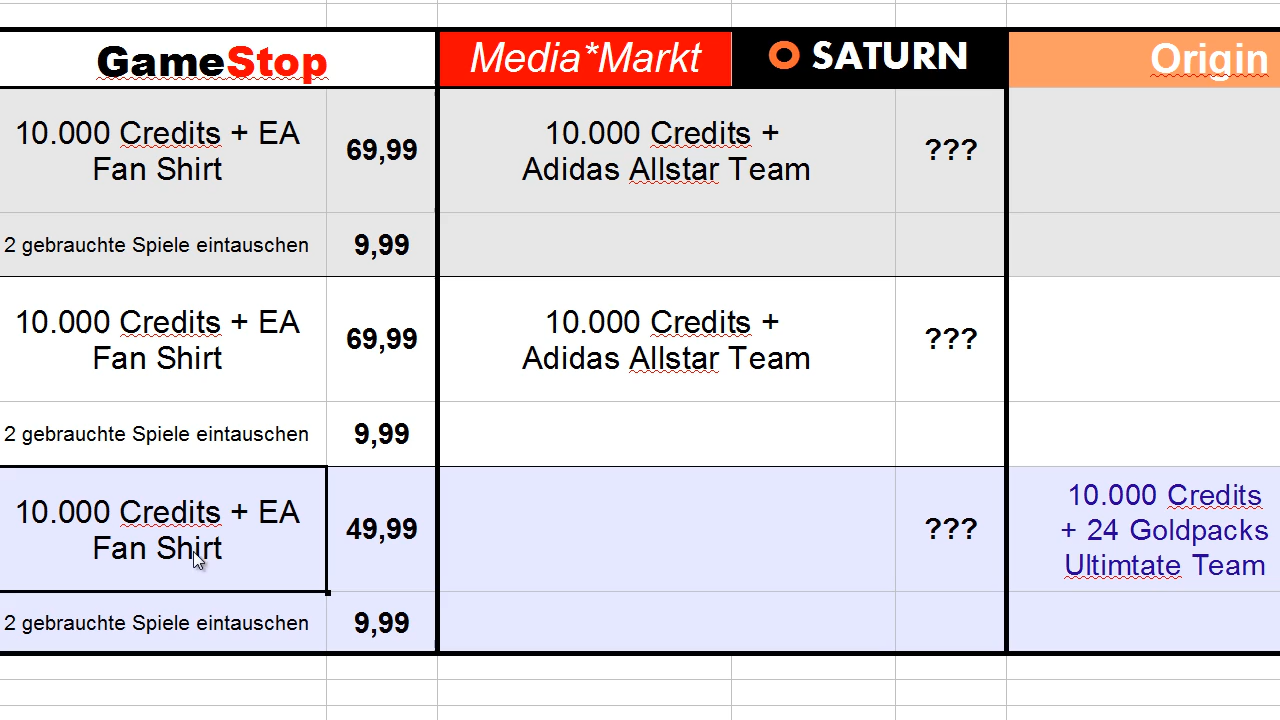 GameStop
Media*Markt
SATURN
Origin
10.000 Credits + EA
Fan Shirt
69,99
10.000 Credits +
Adidas Allstar Team
???
2 gebrauchte Spiele eintauschen
9,99
10.000 Credits + EA
Fan Shirt
69,99
10.000 Credits +
Adidas Allstar Team
???
2 gebrauchte Spiele eintauschen
9,99
10.000 Credits + EA
Fan Shirt
49,99
???
10.000 Credits
+ 24 Goldpacks
Ultimtate Team
2 gebrauchte Spiele eintauschen
9,99